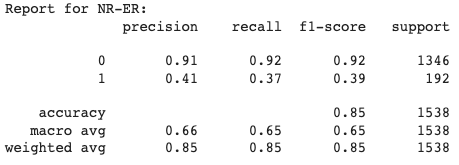 Report for NR-ER:
precision recall f1-score support
0 0.91 0.92 0.92 1346
1 0.41 0.37 0.39 192
accuracy 0.85 1538
macro avg 0.66 0.65 0.65 1538
weighted avg 0.85 0.85 0.85 1538